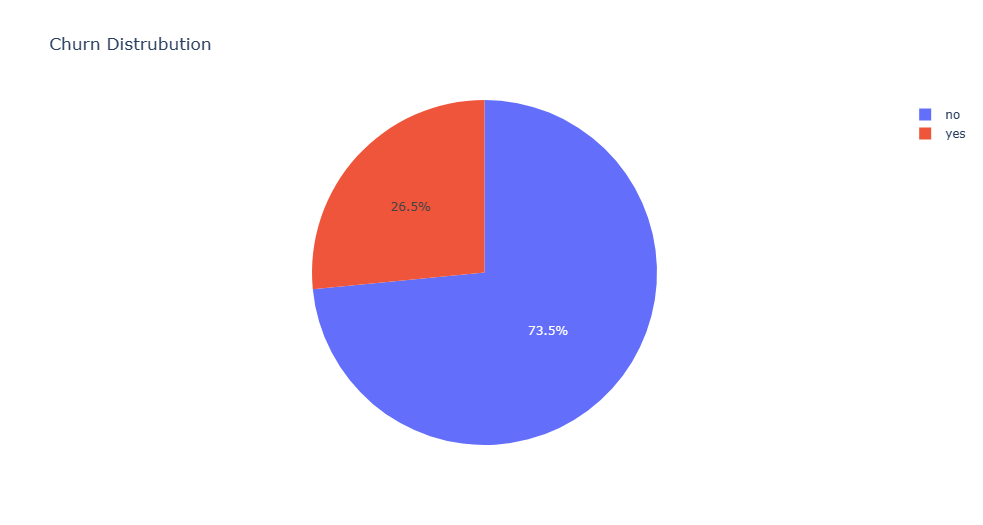 Churn Distrubution
no
yes
26.5%
73.5%